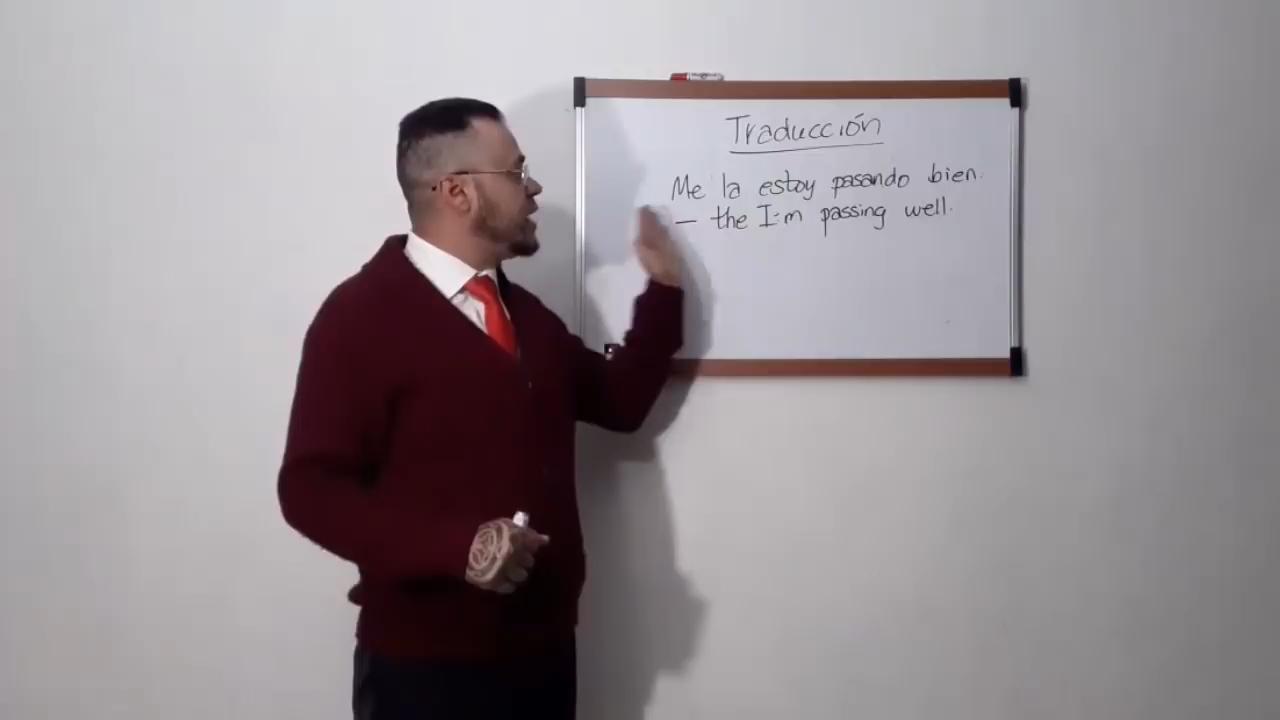 Traducción
Me la estoy pasando bien.
— the I'm passing well.